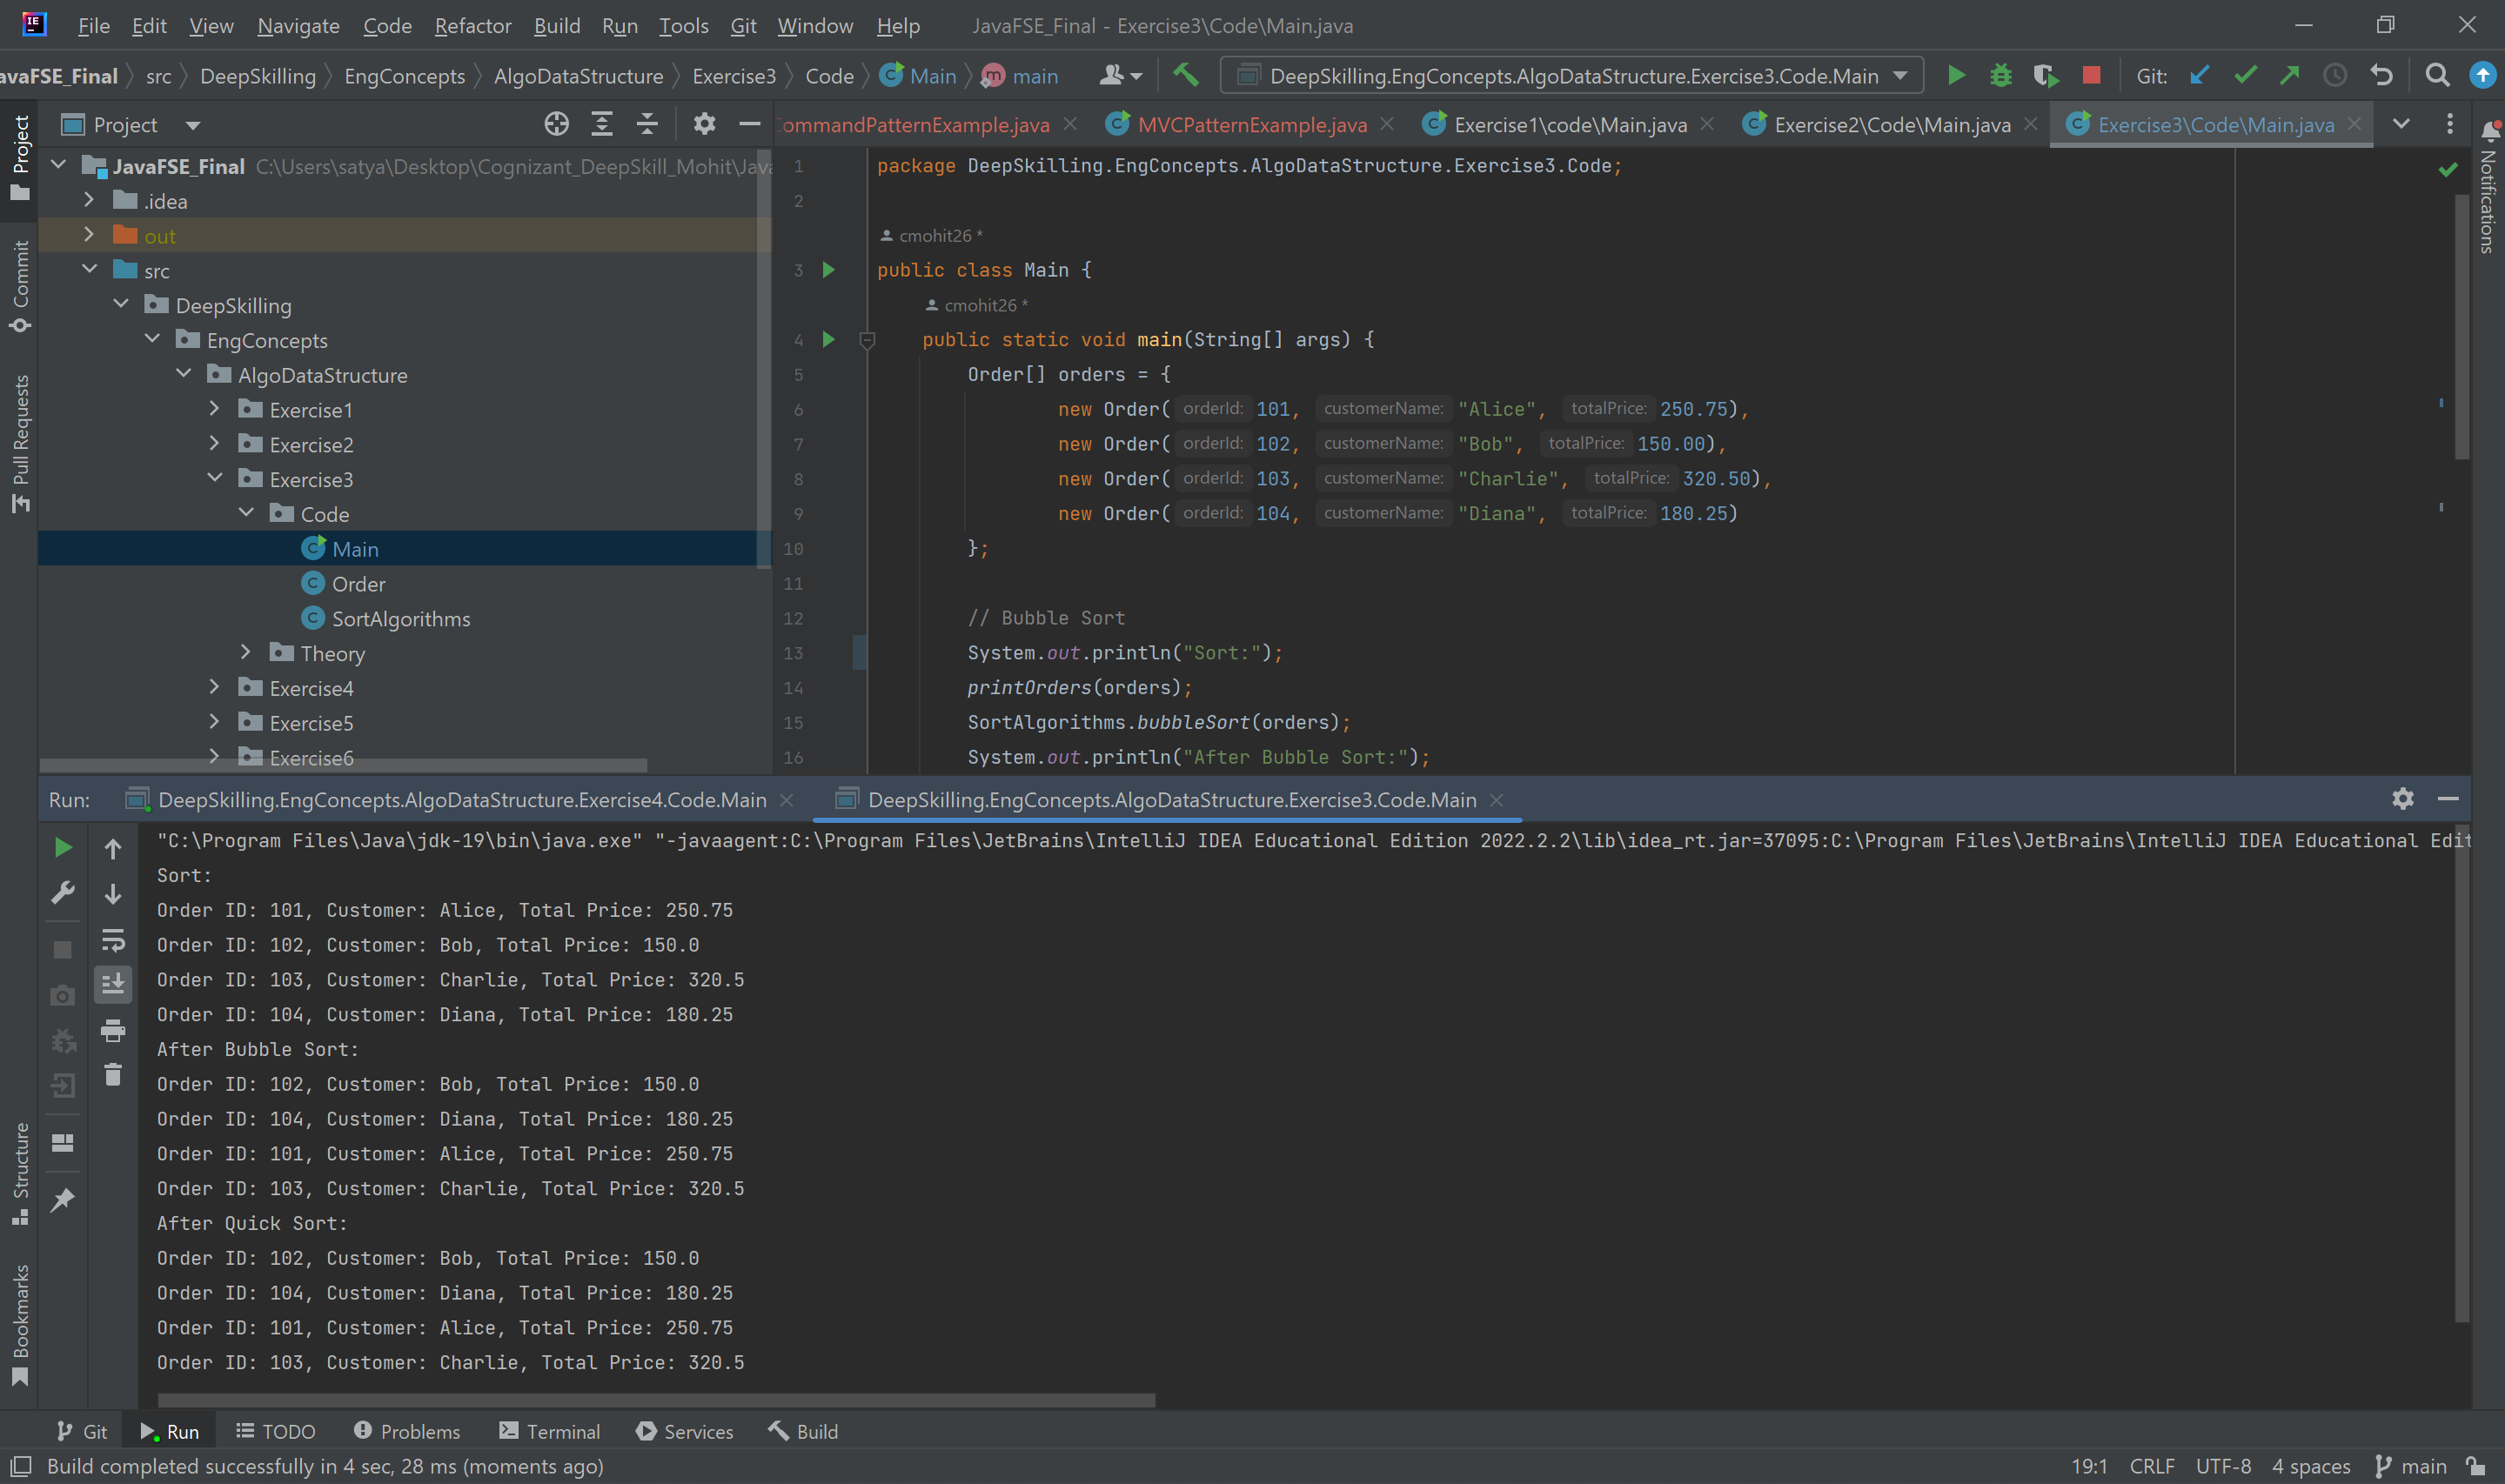 File Edit View Navigate Code Refactor Build Run Tools Git Window Help JavaFSE_Final - Exercise3\Code\Main.java
avaFSE_Final src DeepSkilling EngConcepts AlgoDataStructure Exercise3 Code Main main DeepSkilling.EngConcepts.AlgoDataStructure.Exercise3.Code.Main Git:
Project
ommandPatternExample.java MVCPatternExample.java Exercise1\code\Main.java Exercise2\Code\Main.java Exercise3\Code\Main.java
Project
Commit
Pull Requests
Structure
Bookmarks
Notifications
JavaFSE_Final C:\Users\satya\Desktop\Cognizant_DeepSkill_Mohit\Java
.idea
out
src
DeepSkilling
EngConcepts
AlgoDataStructure
Exercise1
Exercise2
Exercise3
Code
Main
Order
SortAlgorithms
Theory
Exercise4
Exercise5
Exercise6
1 package DeepSkilling.EngConcepts.AlgoDataStructure.Exercise3.Code;
2
cmohit26 *
3 public class Main {
cmohit26 *
4 public static void main(String[] args) {
5 Order[] orders = {
6 new Order( orderId: 101, customerName: "Alice", totalPrice: 250.75),
7 new Order( orderId: 102, customerName: "Bob", totalPrice: 150.00),
8 new Order( orderId: 103, customerName: "Charlie", totalPrice: 320.50),
9 new Order( orderId: 104, customerName: "Diana", totalPrice: 180.25)
10 };
11
12 // Bubble Sort
13 System.out.println("Sort:");
14 printOrders(orders);
15 SortAlgorithms.bubbleSort(orders);
16 System.out.println("After Bubble Sort:");
Run: DeepSkilling.EngConcepts.AlgoDataStructure.Exercise4.Code.Main DeepSkilling.EngConcepts.AlgoDataStructure.Exercise3.Code.Main
"C:\Program Files\Java\jdk-19\bin\java.exe" "-javaagent:C:\Program Files\JetBrains\IntelliJ IDEA Educational Edition 2022.2.2\lib\idea_rt.jar=37095:C:\Program Files\JetBrains\IntelliJ IDEA Educational Edit
Sort:
Order ID: 101, Customer: Alice, Total Price: 250.75
Order ID: 102, Customer: Bob, Total Price: 150.0
Order ID: 103, Customer: Charlie, Total Price: 320.5
Order ID: 104, Customer: Diana, Total Price: 180.25
After Bubble Sort:
Order ID: 102, Customer: Bob, Total Price: 150.0
Order ID: 104, Customer: Diana, Total Price: 180.25
Order ID: 101, Customer: Alice, Total Price: 250.75
Order ID: 103, Customer: Charlie, Total Price: 320.5
After Quick Sort:
Order ID: 102, Customer: Bob, Total Price: 150.0
Order ID: 104, Customer: Diana, Total Price: 180.25
Order ID: 101, Customer: Alice, Total Price: 250.75
Order ID: 103, Customer: Charlie, Total Price: 320.5
Git Run TODO Problems Terminal Services Build
Build completed successfully in 4 sec, 28 ms (moments ago) 19:1 CRLF UTF-8 4 spaces main